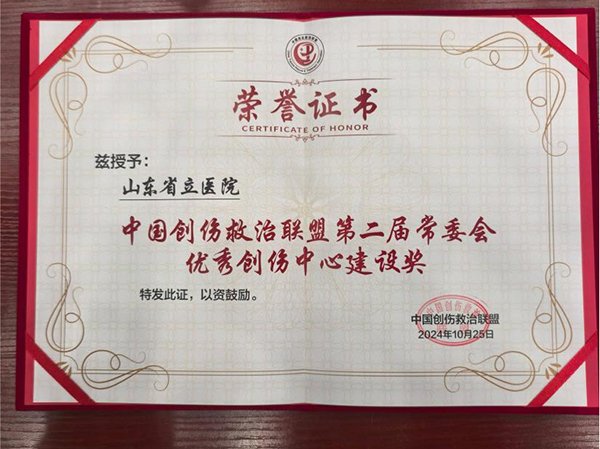 荣誉证书
CERTIFICATE OF HONOR
兹授予：
山东省立医院
中国创伤救治联盟第二届常委会
优秀创伤中心建设奖
特发此证，以资鼓励。
中国创伤救治联盟
2024年10月25日